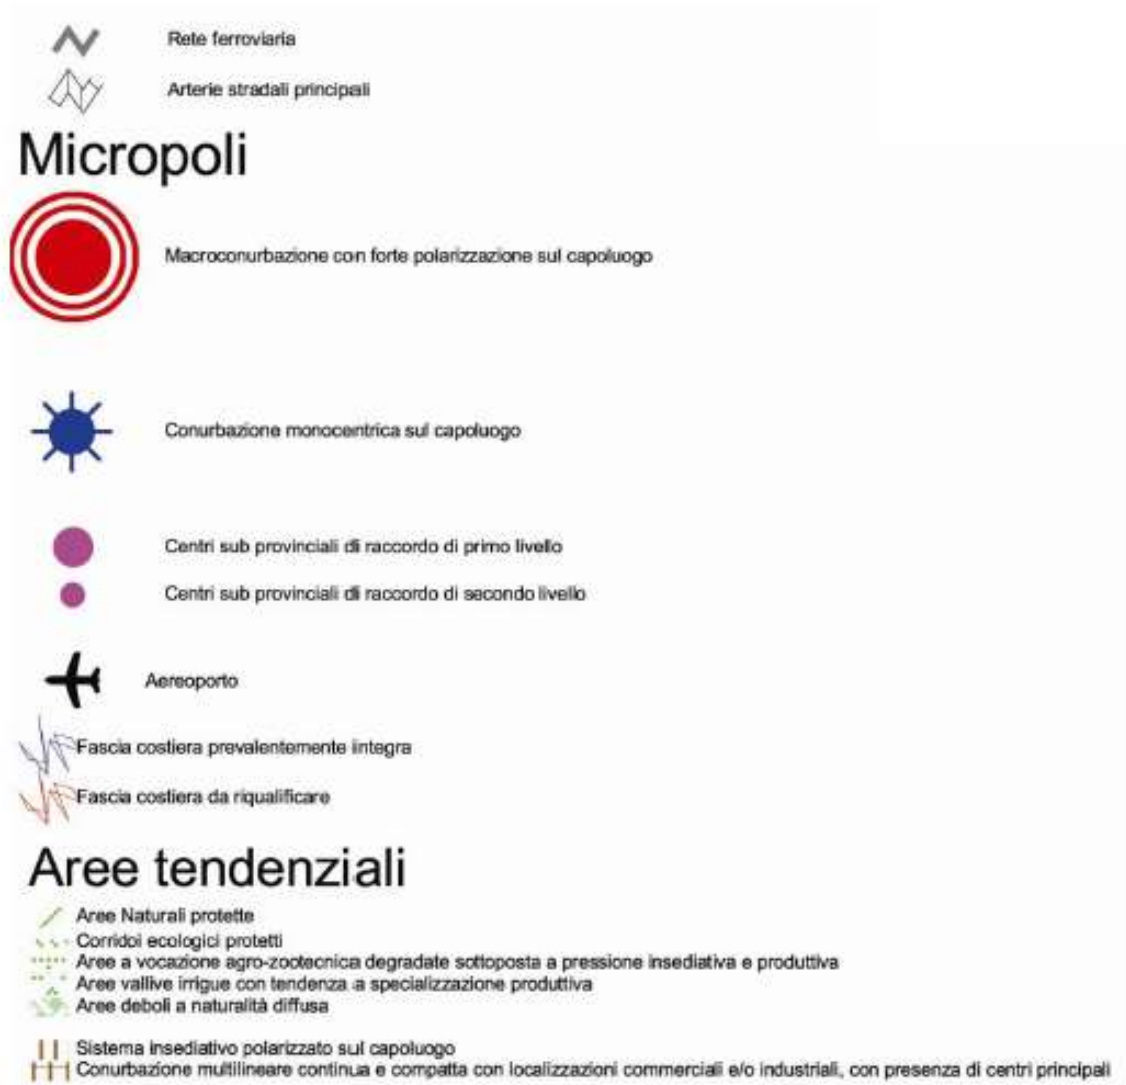 Rete ferroviaria
Arterie stradali principali
Micropoli
Macroconurbazione con forte polarizzazione sul capoluogo
Conurbazione monocentrica sul capoluogo
Centri sub provinciali di raccordo di primo livello
Centri sub provinciali di raccordo di secondo livello
Aereoporto
Fascia costiera prevalentemente integra
Fascia costiera da riqualificare
Aree tendenziali
Aree Naturali protette
Corridoi ecologici protetti
Aree a vocazione agro-zootecnica degradate sottoposta a pressione insediativa e produttiva
Aree vallive irrigue con tendenza a specializzazione produttiva
Aree deboli a naturalità diffusa
Sistema insediativo polarizzato sul capoluogo
Conurbazione multilineare continua e compatta con localizzazioni commerciali e/o industriali, con presenza di centri principali